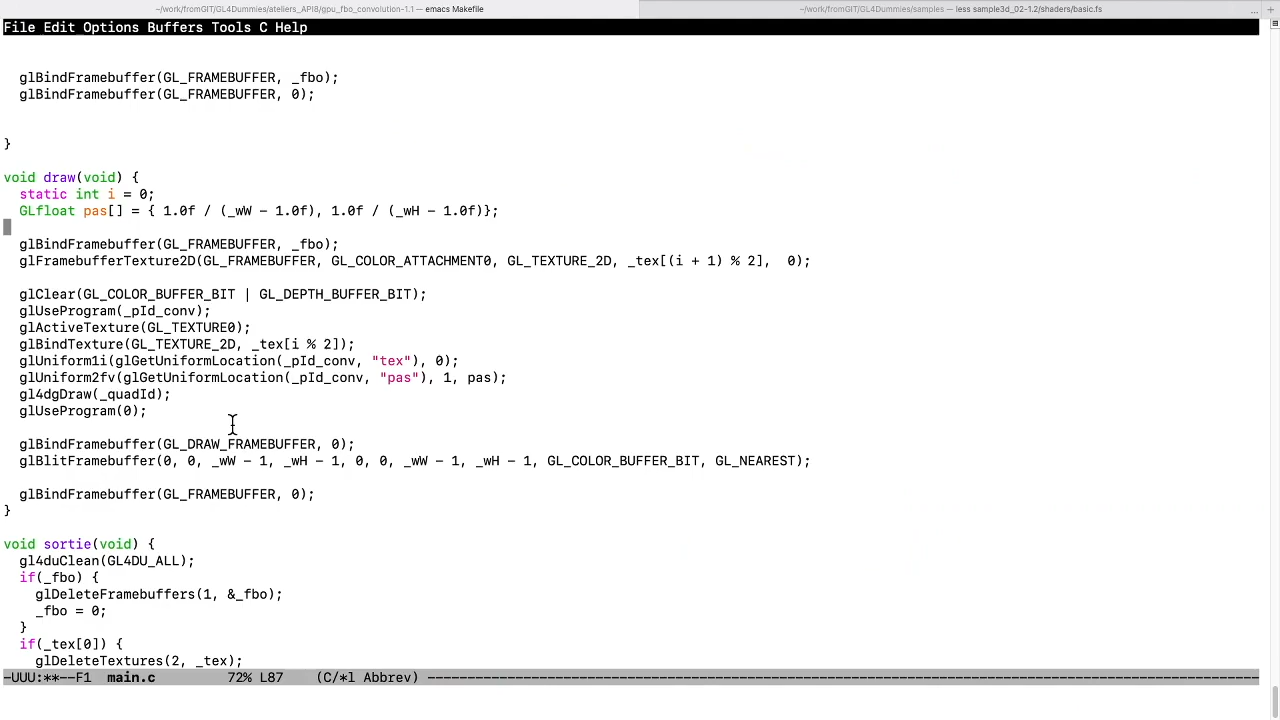 ~/work/fromGIT/GL4Dummies/ateliers_API8/gpu_fbo_convolution-1.1 — emacs Makefile
~/work/fromGIT/GL4Dummies/samples — less sample3d_02-1.2/shaders/basic.fs
... +
File Edit Options Buffers Tools C Help
glBindFramebuffer(GL_FRAMEBUFFER, _fbo);
glBindFramebuffer(GL_FRAMEBUFFER, 0);
}
void draw(void) {
static int i = 0;
GLfloat pas[] = { 1.0f / (_wW - 1.0f), 1.0f / (_wH - 1.0f)};
glBindFramebuffer(GL_FRAMEBUFFER, _fbo);
glFramebufferTexture2D(GL_FRAMEBUFFER, GL_COLOR_ATTACHMENT0, GL_TEXTURE_2D, _tex[(i + 1) % 2],  0);
glClear(GL_COLOR_BUFFER_BIT | GL_DEPTH_BUFFER_BIT);
glUseProgram(_pId_conv);
glActiveTexture(GL_TEXTURE0);
glBindTexture(GL_TEXTURE_2D, _tex[i % 2]);
glUniform1i(glGetUniformLocation(_pId_conv, "tex"), 0);
glUniform2fv(glGetUniformLocation(_pId_conv, "pas"), 1, pas);
gl4dgDraw(_quadId);
glUseProgram(0);
glBindFramebuffer(GL_DRAW_FRAMEBUFFER, 0);
glBlitFramebuffer(0, 0, _wW - 1, _wH - 1, 0, 0, _wW - 1, _wH - 1, GL_COLOR_BUFFER_BIT, GL_NEAREST);
glBindFramebuffer(GL_FRAMEBUFFER, 0);
}
void sortie(void) {
gl4duClean(GL4DU_ALL);
if(_fbo) {
glDeleteFramebuffers(1, &_fbo);
_fbo = 0;
}
if(_tex[0]) {
glDeleteTextures(2, _tex);
-UUU:**--F1  main.c  72% L87  (C/*l Abbrev) ----------------------------------------